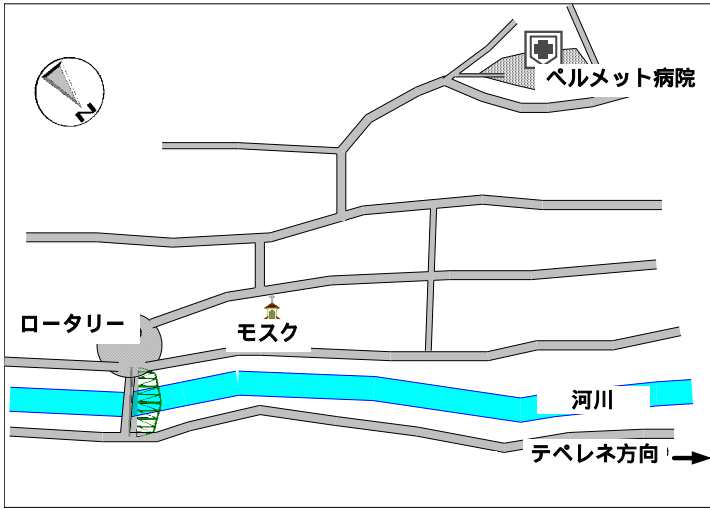 ペルメット病院
N
ロータリー
モスク
河川
テペレネ方向